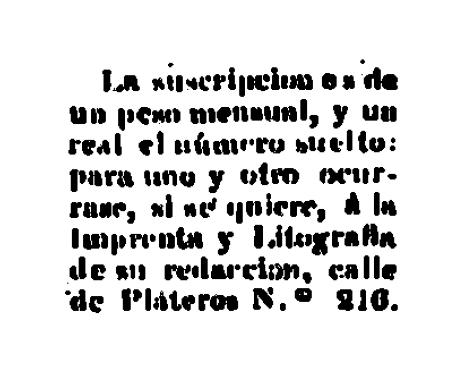 La suscripcion es de
un peso mensual, y un
real el número suelto:
para uno y otro ocur-
rase, si se quiere, á la
Imprenta y Litografia
de su redaccion, calle
de Plateros N.º 216.